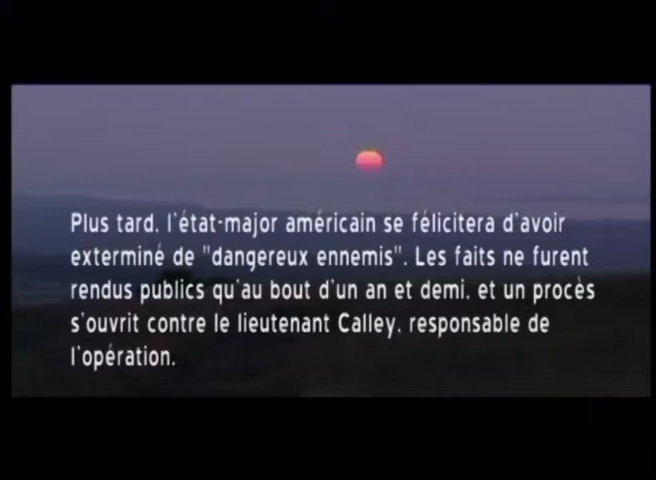 Plus tard, l'état-major américain se félicitera d'avoir
exterminé de "dangereux ennemis". Les faits ne furent
rendus publics qu'au bout d'un an et demi, et un procès
s'ouvrit contre le lieutenant Calley, responsable de
l'opération.